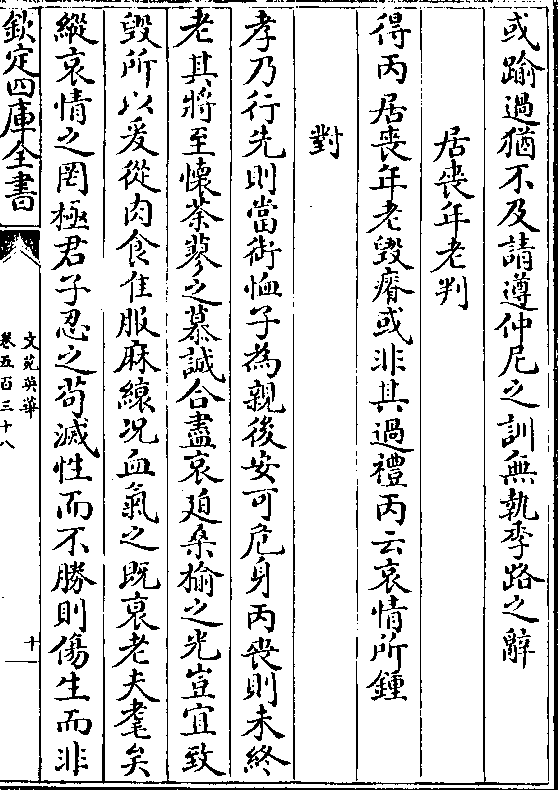 或踰過猶不及請遵仲尼之訓無執季路之辭
居喪年老判
得丙居喪年老毀瘠或非其過禮丙云哀情所鍾
對
孝乃行先則當銜恤子為親後安可危身丙喪則未終
老其將至懷荼蓼之慕誠合盡哀廹桑榆之光豈宜致
毀所以爰從肉食隹服麻縗况血氣之既衰老夫耄矣
縱哀情之罔極君子忍之苟滅性而不勝則傷生而非
欽定四庫全書
文苑英華
卷五百三十八
十